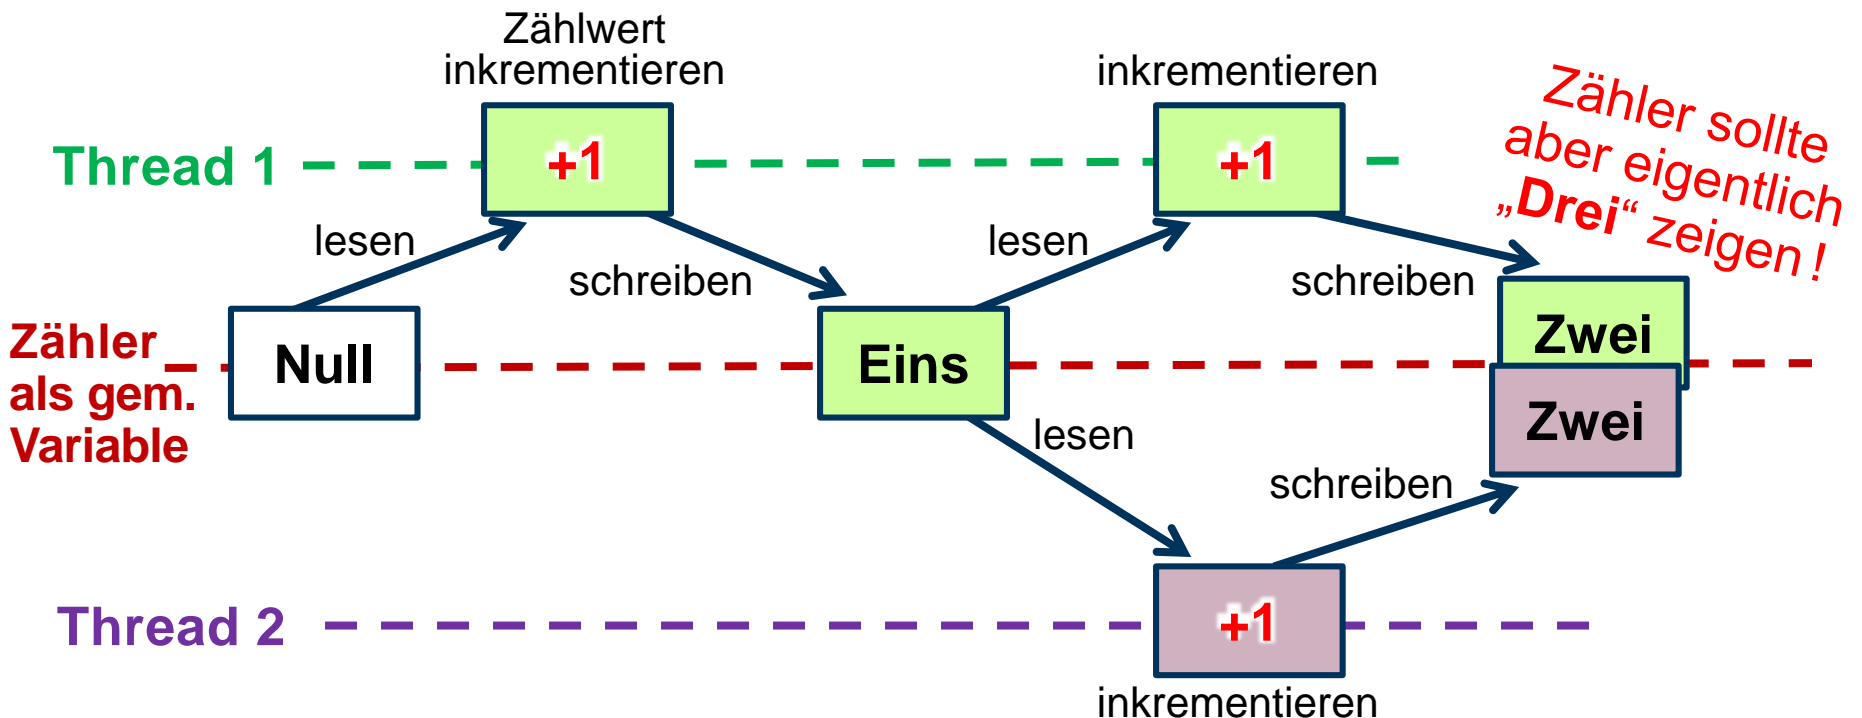 Zählwert
inkrementieren
inkrementieren
Zähler sollte
aber eigentlich
„Drei“ zeigen !
Thread 1
+1
+1
lesen
schreiben
lesen
schreiben
Zähler
als gem.
Variable
Null
Eins
Zwei
Zwei
lesen
schreiben
Thread 2
+1
inkrementieren